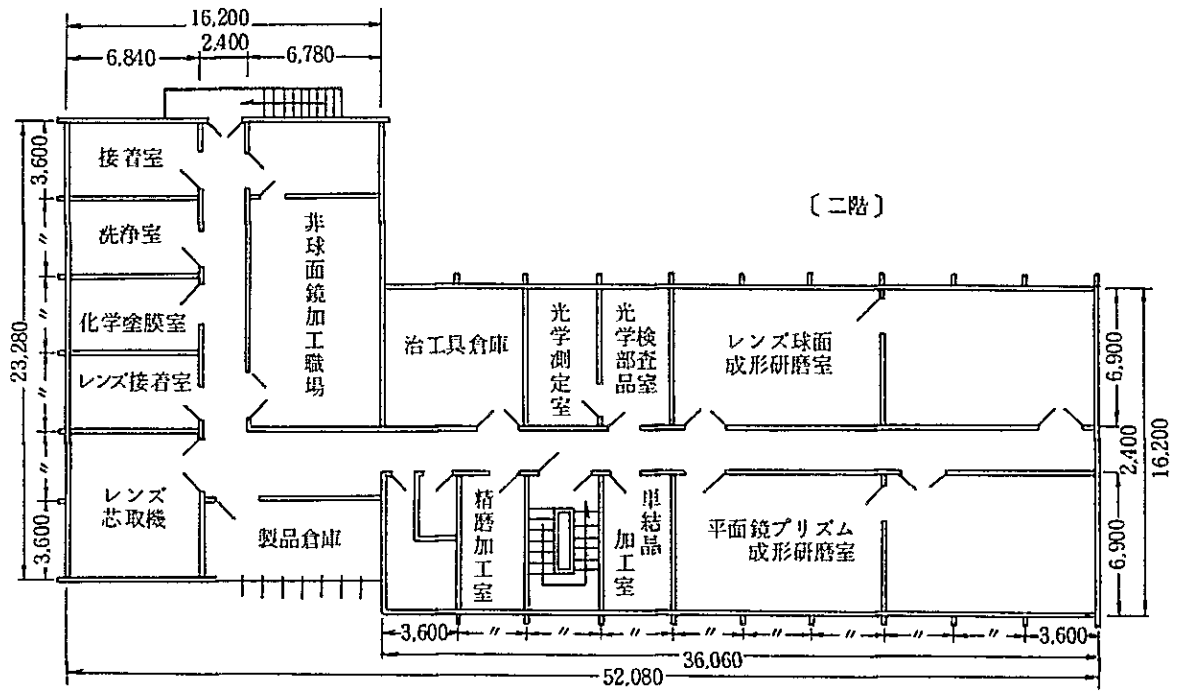 16,200
6,840
2,400
6,780
接着室
洗浄室
化学塗膜室
レンズ接着室
レンズ
芯取機
非球面鏡加工職場
製品倉庫
3,600
〃
〃
〃
〃
3,600
23,280
〔二階〕
治工具倉庫
光学測定室
光学部品
検査室
レンズ球面
成形研磨室
精磨加工室
単結晶
加工室
平面鏡プリズム
成形研磨室
6,900
2,400
6,900
16,200
3,600
〃
〃
〃
〃
〃
〃
〃
〃
3,600
36,060
52,080